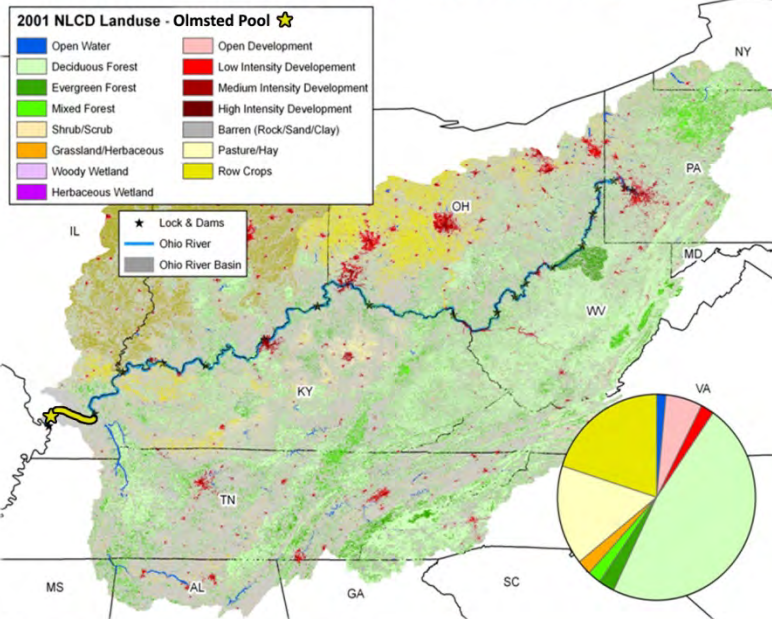 2001 NLCD Landuse - Olmsted Pool
Open Water
Deciduous Forest
Evergreen Forest
Mixed Forest
Shrub/Scrub
Grassland/Herbaceous
Woody Wetland
Herbaceous Wetland
Open Development
Low Intensity Developement
Medium Intensity Development
High Intensity Development
Barren (Rock/Sand/Clay)
Pasture/Hay
Row Crops
Lock & Dams
Ohio River
Ohio River Basin
NY
PA
OH
IL
MD
WV
KY
VA
TN
MS
AL
GA
SC